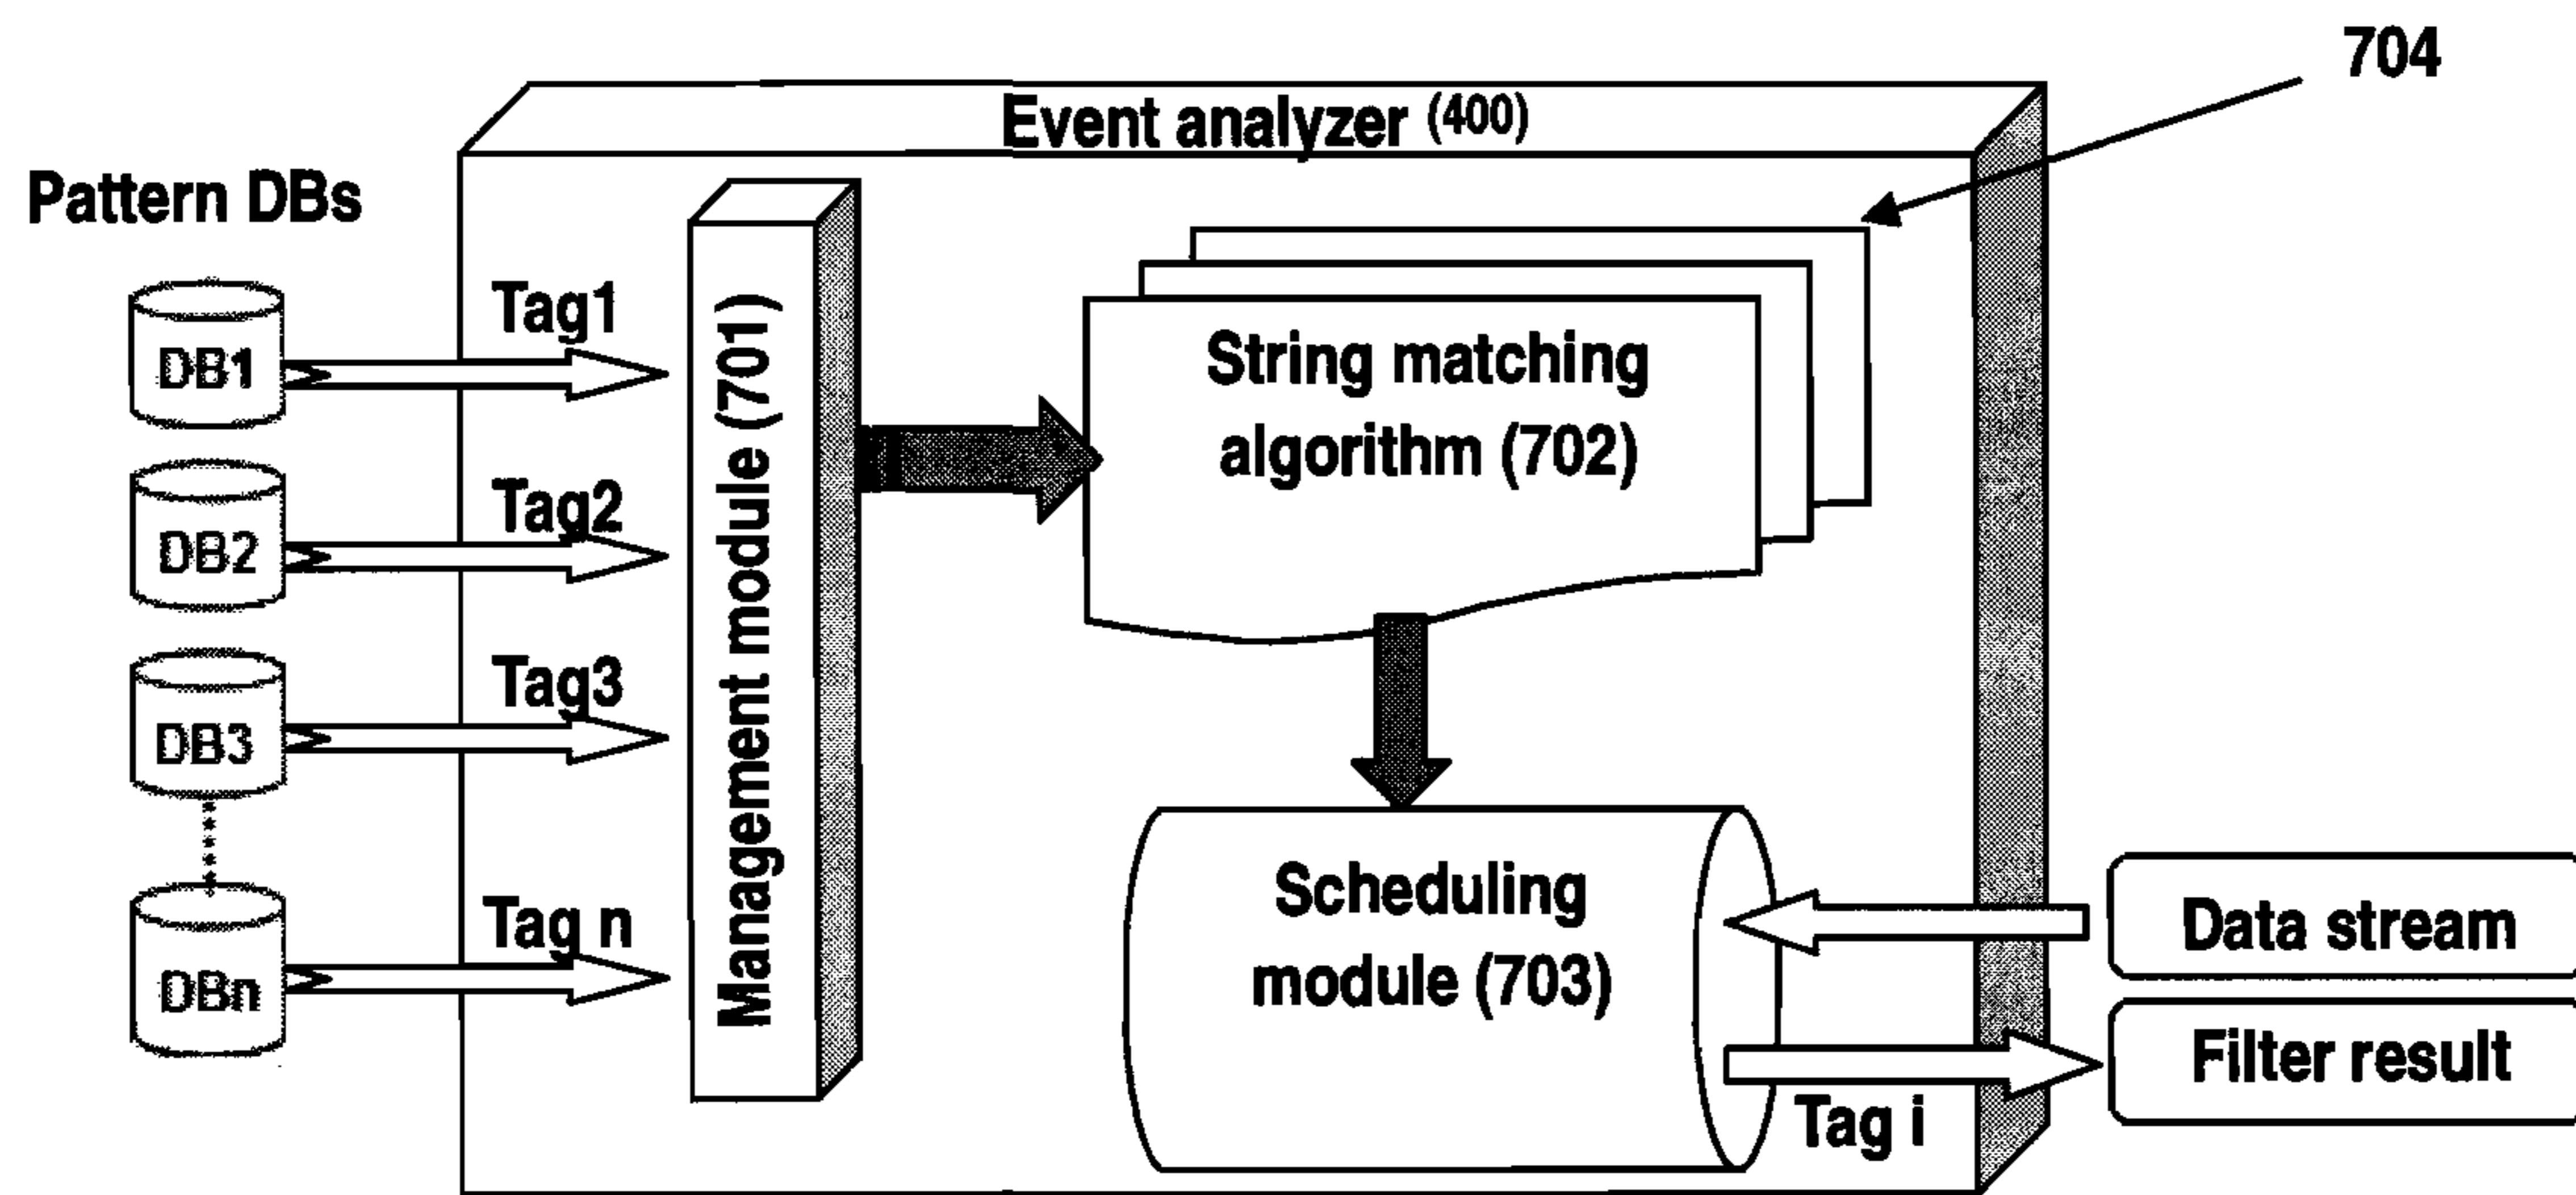 704
Event analyzer (400)
Pattern DBs
Tag1
DB1
Tag2
DB2
Tag3
DB3
Tag n
DBn
Management module (701)
String matching
algorithm (702)
Scheduling
module (703)
Data stream
Filter result
Tag i